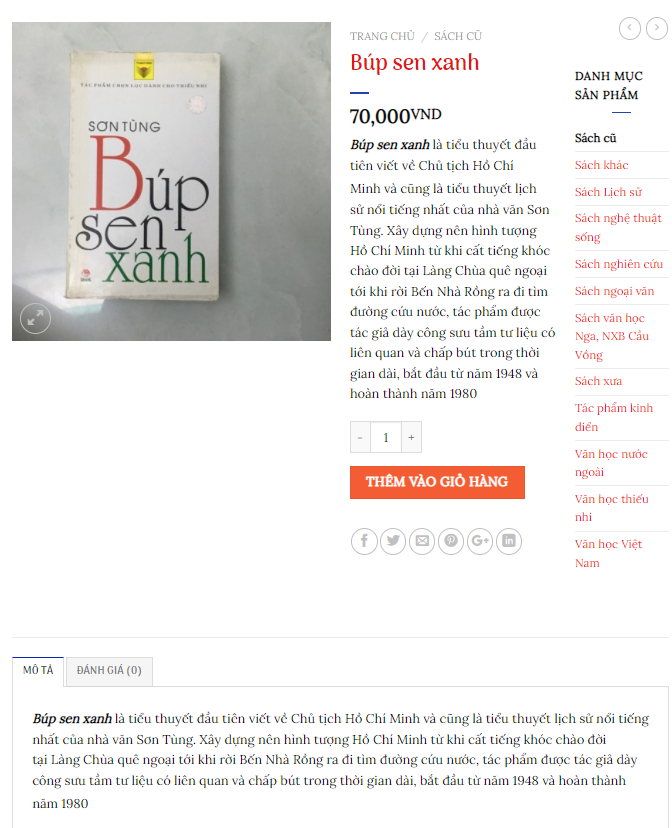 TÁC PHẨM CHỌN LỌC DÀNH CHO THIẾU NHI
SƠN TÙNG
Búp
sen
xanh
TRANG CHỦ / SÁCH CŨ
Búp sen xanh
70,000VND
Búp sen xanh là tiểu thuyết đầu
tiên viết về Chủ tịch Hồ Chí
Minh và cũng là tiểu thuyết lịch
sử nổi tiếng nhất của nhà văn Sơn
Tùng. Xây dựng nên hình tượng
Hồ Chí Minh từ khi cất tiếng khóc
chào đời tại Làng Chùa quê ngoại
tới khi rời Bến Nhà Rồng ra đi tìm
đường cứu nước, tác phẩm được
tác giả dày công sưu tầm tư liệu có
liên quan và chấp bút trong thời
gian dài, bắt đầu từ năm 1948 và
hoàn thành năm 1980
- 1 +
THÊM VÀO GIỎ HÀNG
DANH MỤC
SẢN PHẨM
Sách cũ
Sách khác
Sách Lịch sử
Sách nghệ thuật
sống
Sách nghiên cứu
Sách ngoại văn
Sách văn học
Nga, NXB Cầu
Vồng
Sách xưa
Tác phẩm kinh
điển
Văn học nước
ngoài
Văn học thiếu
nhi
Văn học Việt
Nam
MÔ TẢ
ĐÁNH GIÁ (0)
Búp sen xanh là tiểu thuyết đầu tiên viết về Chủ tịch Hồ Chí Minh và cũng là tiểu thuyết lịch sử nổi tiếng
nhất của nhà văn Sơn Tùng. Xây dựng nên hình tượng Hồ Chí Minh từ khi cất tiếng khóc chào đời
tại Làng Chùa quê ngoại tới khi rời Bến Nhà Rồng ra đi tìm đường cứu nước, tác phẩm được tác giả dày
công sưu tầm tư liệu có liên quan và chấp bút trong thời gian dài, bắt đầu từ năm 1948 và hoàn thành
năm 1980